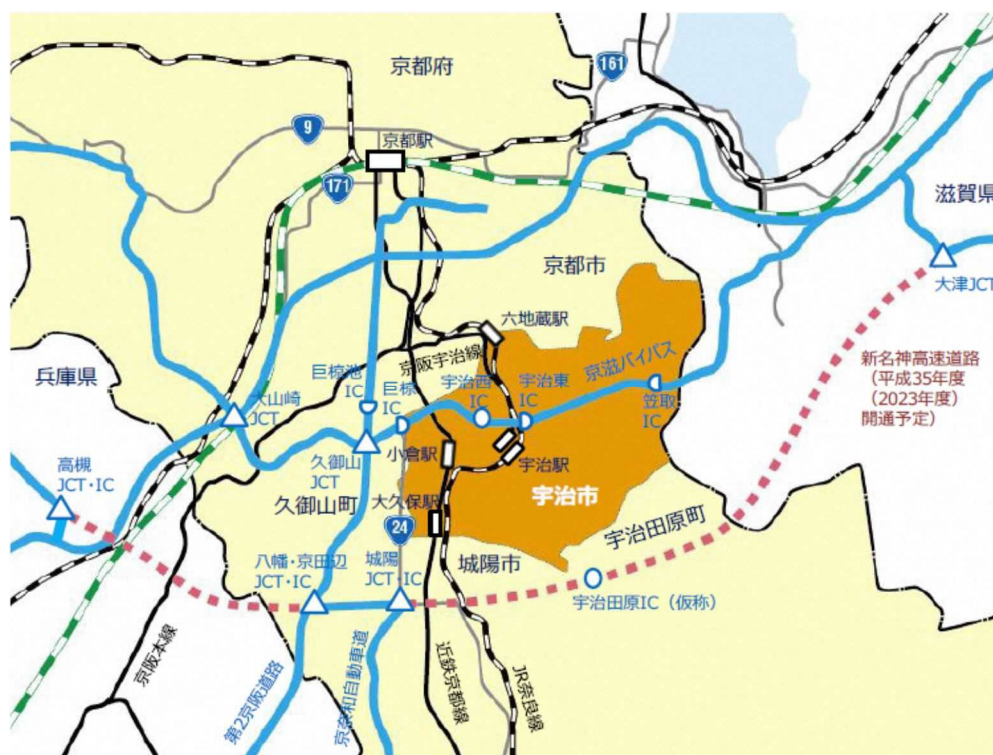 京都府
161
9
京都駅
171
滋賀県
京都市
大津JCT
六地蔵駅
新名神高速道路
(平成35年度
(2023年度)
開通予定)
京阪宇治線
京滋バイパス
兵庫県
巨椋池
IC
巨椋
IC
宇治西
IC
宇治東
IC
笠取
IC
大山崎
JCT
高槻
JCT・IC
久御山
JCT
小倉駅
宇治駅
久御山町
大久保駅
宇治市
24
宇治田原町
八幡・京田辺
JCT・IC
城陽
JCT・IC
城陽市
宇治田原IC(仮称)
京阪本線
第2京阪道路
京奈和自動車道
近鉄京都線
JR奈良線